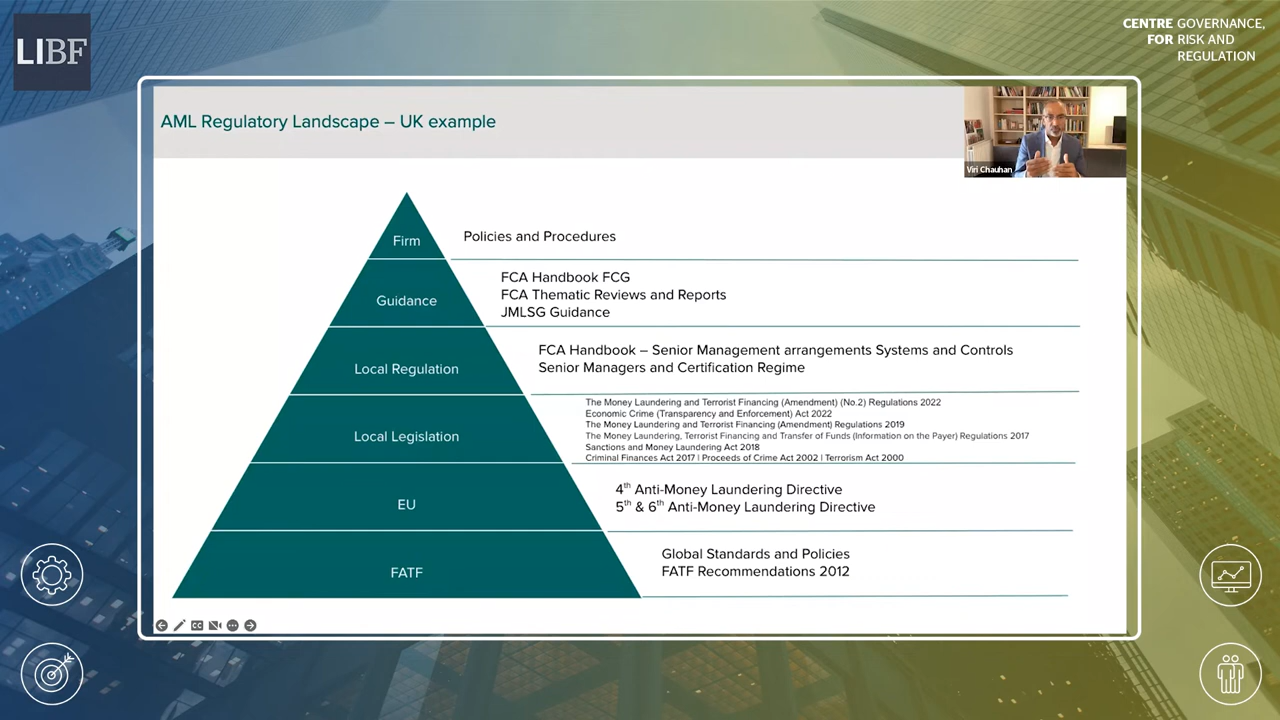 LIBF
CENTRE GOVERNANCE,
FOR RISK AND
REGULATION
AML Regulatory Landscape – UK example
Viri Chauhan
Firm
Policies and Procedures
Guidance
FCA Handbook FCG
FCA Thematic Reviews and Reports
JMLSG Guidance
Local Regulation
FCA Handbook – Senior Management arrangements Systems and Controls
Senior Managers and Certification Regime
Local Legislation
The Money Laundering and Terrorist Financing (Amendment) (No.2) Regulations 2022
Economic Crime (Transparency and Enforcement) Act 2022
The Money Laundering and Terrorist Financing (Amendment) Regulations 2019
The Money Laundering, Terrorist Financing and Transfer of Funds (Information on the Payer) Regulations 2017
Sanctions and Money Laundering Act 2018
Criminal Finances Act 2017 | Proceeds of Crime Act 2002 | Terrorism Act 2000
EU
4th Anti-Money Laundering Directive
5th & 6th Anti-Money Laundering Directive
FATF
Global Standards and Policies
FATF Recommendations 2012
CC